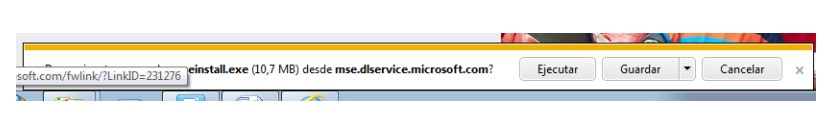 einstall.exe (10,7 MB) desde mse.dlservice.microsoft.com? Ejecutar Guardar Cancelar ×
soft.com/fwlink/?LinkID=231276